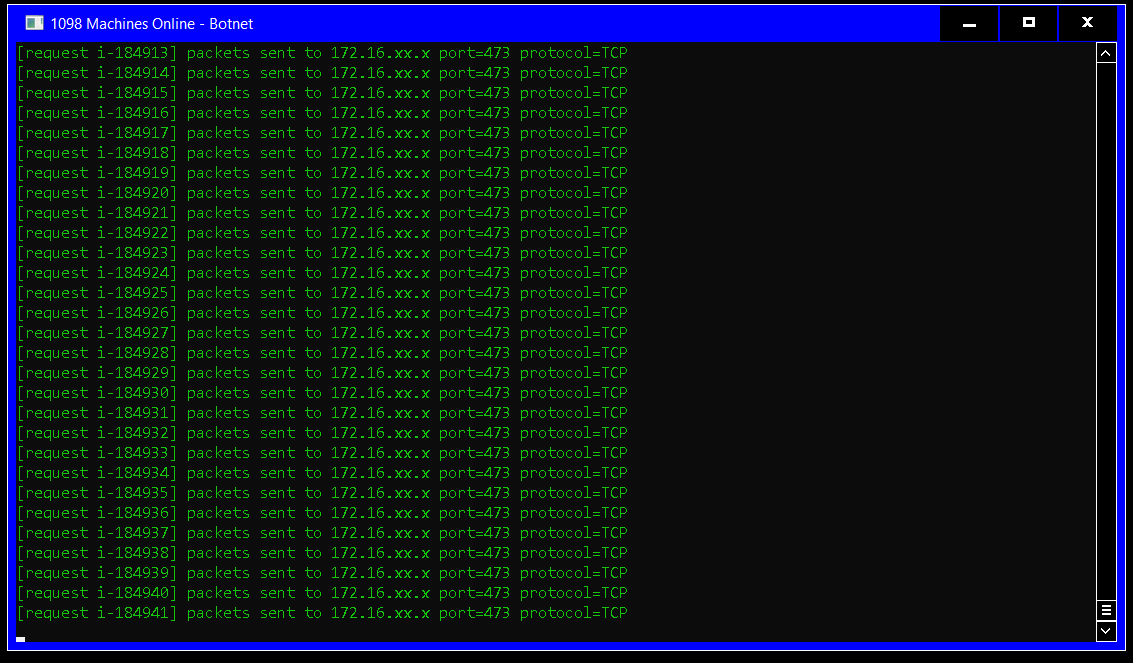 1098 Machines Online - Botnet
[request i-184913] packets sent to 172.16.xx.x port=473 protocol=TCP
[request i-184914] packets sent to 172.16.xx.x port=473 protocol=TCP
[request i-184915] packets sent to 172.16.xx.x port=473 protocol=TCP
[request i-184916] packets sent to 172.16.xx.x port=473 protocol=TCP
[request i-184917] packets sent to 172.16.xx.x port=473 protocol=TCP
[request i-184918] packets sent to 172.16.xx.x port=473 protocol=TCP
[request i-184919] packets sent to 172.16.xx.x port=473 protocol=TCP
[request i-184920] packets sent to 172.16.xx.x port=473 protocol=TCP
[request i-184921] packets sent to 172.16.xx.x port=473 protocol=TCP
[request i-184922] packets sent to 172.16.xx.x port=473 protocol=TCP
[request i-184923] packets sent to 172.16.xx.x port=473 protocol=TCP
[request i-184924] packets sent to 172.16.xx.x port=473 protocol=TCP
[request i-184925] packets sent to 172.16.xx.x port=473 protocol=TCP
[request i-184926] packets sent to 172.16.xx.x port=473 protocol=TCP
[request i-184927] packets sent to 172.16.xx.x port=473 protocol=TCP
[request i-184928] packets sent to 172.16.xx.x port=473 protocol=TCP
[request i-184929] packets sent to 172.16.xx.x port=473 protocol=TCP
[request i-184930] packets sent to 172.16.xx.x port=473 protocol=TCP
[request i-184931] packets sent to 172.16.xx.x port=473 protocol=TCP
[request i-184932] packets sent to 172.16.xx.x port=473 protocol=TCP
[request i-184933] packets sent to 172.16.xx.x port=473 protocol=TCP
[request i-184934] packets sent to 172.16.xx.x port=473 protocol=TCP
[request i-184935] packets sent to 172.16.xx.x port=473 protocol=TCP
[request i-184936] packets sent to 172.16.xx.x port=473 protocol=TCP
[request i-184937] packets sent to 172.16.xx.x port=473 protocol=TCP
[request i-184938] packets sent to 172.16.xx.x port=473 protocol=TCP
[request i-184939] packets sent to 172.16.xx.x port=473 protocol=TCP
[request i-184940] packets sent to 172.16.xx.x port=473 protocol=TCP
[request i-184941] packets sent to 172.16.xx.x port=473 protocol=TCP